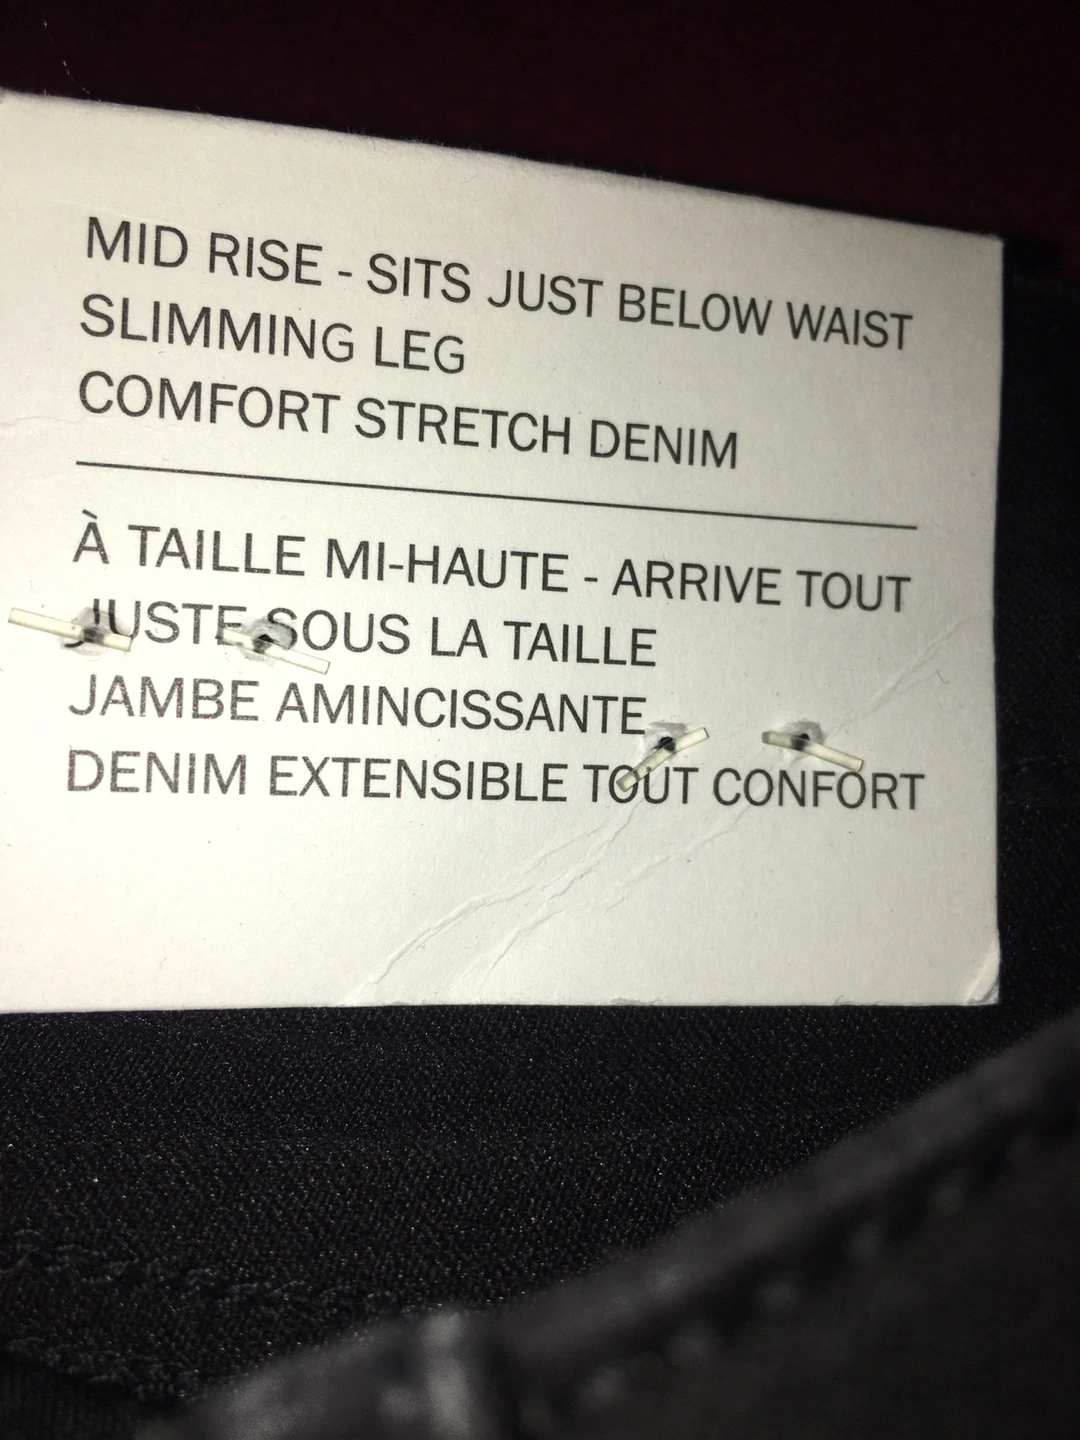 MID RISE - SITS JUST BELOW WAIST
SLIMMING LEG
COMFORT STRETCH DENIM
À TAILLE MI-HAUTE - ARRIVE TOUT
JUSTE SOUS LA TAILLE
JAMBE AMINCISSANTE
DENIM EXTENSIBLE TOUT CONFORT